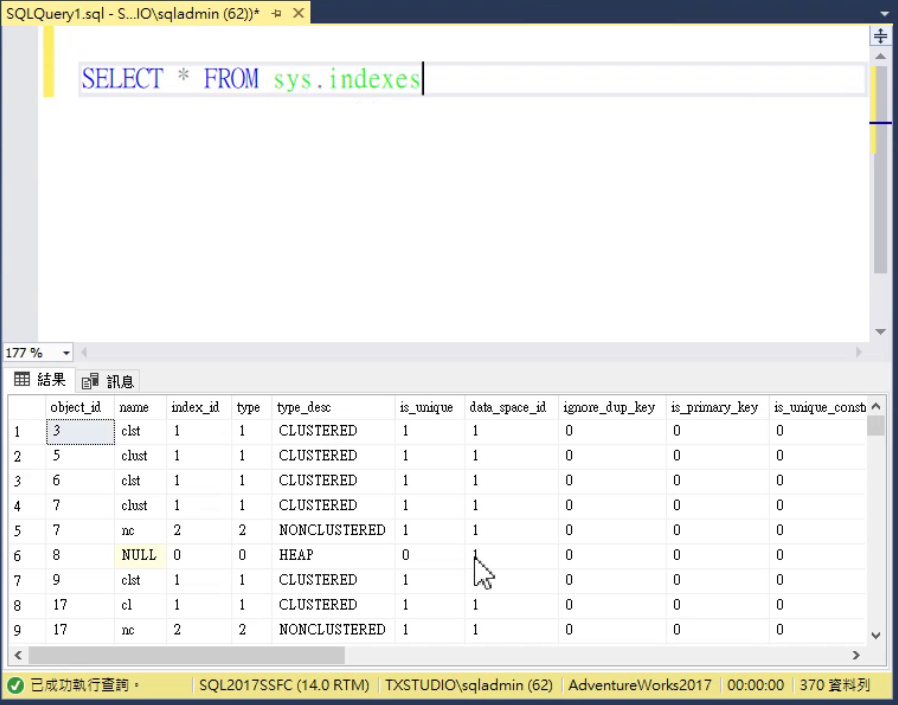 SQLQuery1.sql - S...IO\sqladmin (62))*
SELECT * FROM sys.indexes
177 %
結果 訊息
object_id name index_id type type_desc is_unique data_space_id ignore_dup_key is_primary_key is_unique_constr
1 3 clst 1 1 CLUSTERED 1 1 0 0 0
2 5 clust 1 1 CLUSTERED 1 1 0 0 0
3 6 clst 1 1 CLUSTERED 1 1 0 0 0
4 7 clust 1 1 CLUSTERED 1 1 0 0 0
5 7 nc 2 2 NONCLUSTERED 1 1 0 0 0
6 8 NULL 0 0 HEAP 0 1 0 0 0
7 9 clst 1 1 CLUSTERED 1 1 0 0 0
8 17 cl 1 1 CLUSTERED 1 1 0 0 0
9 17 nc 2 2 NONCLUSTERED 1 1 0 0 0
已成功執行查詢。 SQL2017SSFC (14.0 RTM) TXSTUDIO\sqladmin (62) AdventureWorks2017 00:00:00 370 資料列